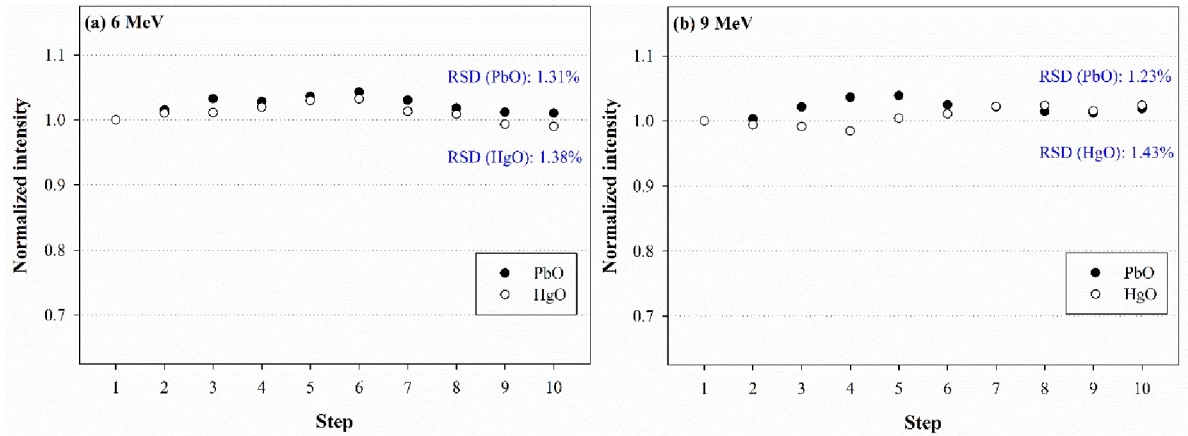 (a) 6 MeV
RSD (PbO): 1.31%
RSD (HgO): 1.38%
Normalized intensity
1.1
1.0
0.9
0.8
0.7
PbO
HgO
1 2 3 4 5 6 7 8 9 10
Step
(b) 9 MeV
RSD (PbO): 1.23%
RSD (HgO): 1.43%
Normalized intensity
1.1
1.0
0.9
0.8
0.7
PbO
HgO
1 2 3 4 5 6 7 8 9 10
Step